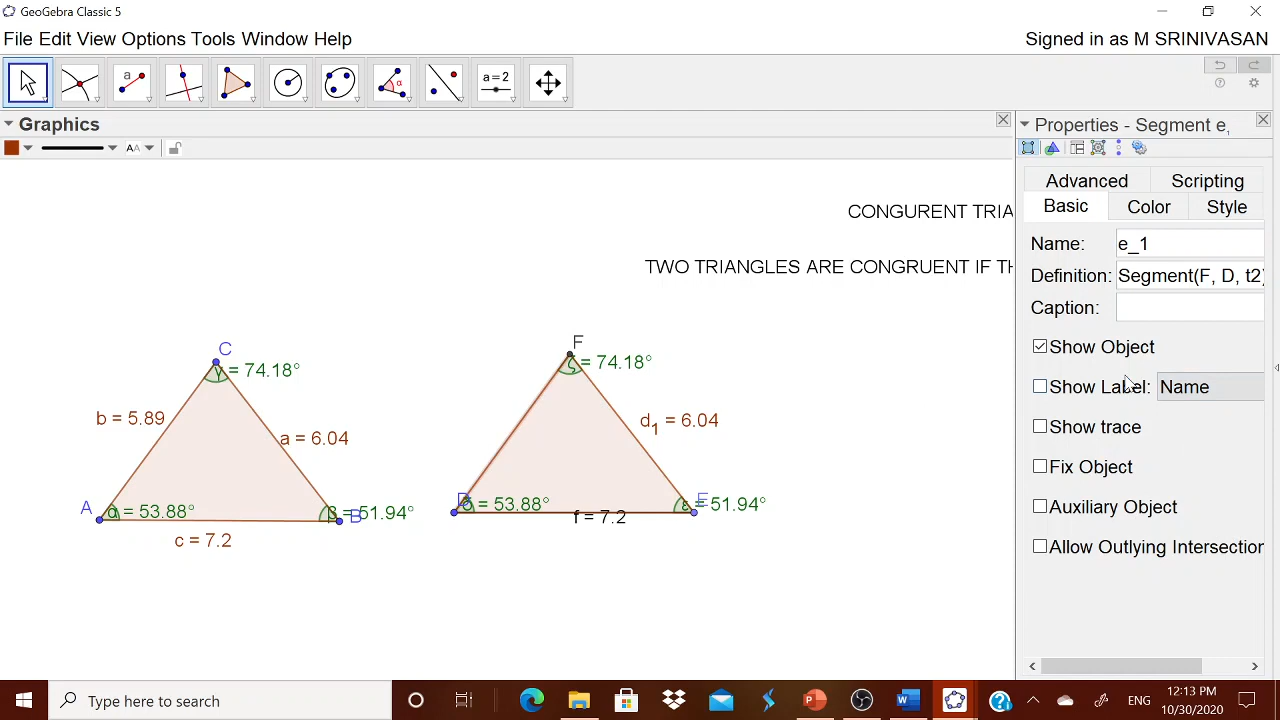 GeoGebra Classic 5
File Edit View Options Tools Window Help
Signed in as M SRINIVASAN
a
α
a=2
Graphics
Properties - Segment e,
AA
Advanced
Scripting
Basic
Color
Style
Name:
e_1
Definition:
Segment(F, D, t2)
Caption:
Show Object
Show Label:
Name
Show trace
Fix Object
Auxiliary Object
Allow Outlying Intersection
CONGURENT TRIA
TWO TRIANGLES ARE CONGRUENT IF TH
C
γ = 74.18°
b = 5.89
a = 6.04
A
α = 53.88°
β = 51.94°
B
c = 7.2
F
ζ = 74.18°
d1 = 6.04
D
δ = 53.88°
E
ε = 51.94°
f = 7.2
Type here to search
ENG
12:13 PM
10/30/2020